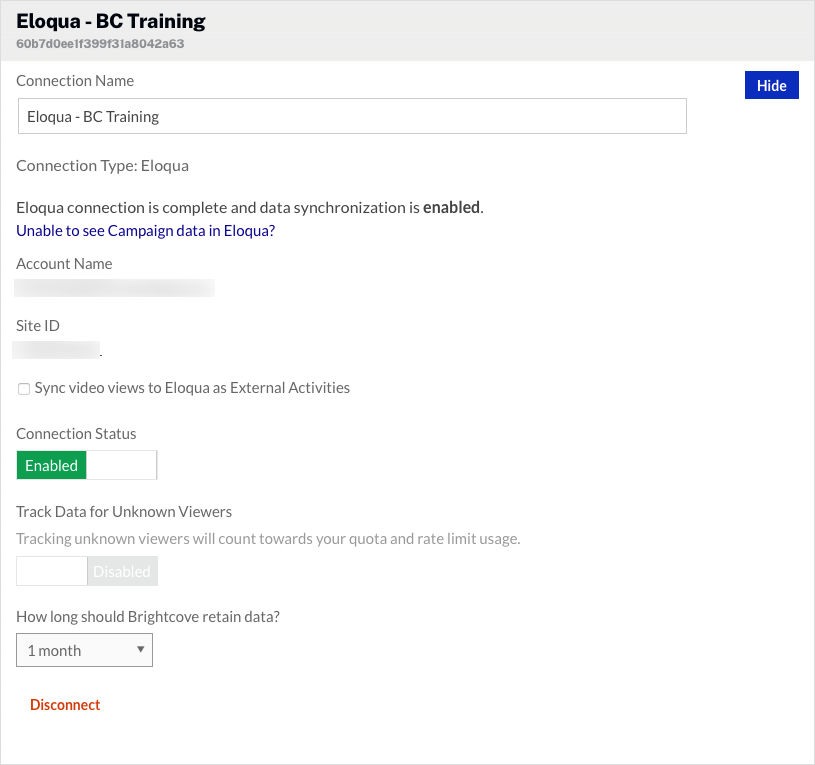 Eloqua - BC Training
60b7d0ee1f399f31a8042a63
Connection Name
Hide
Eloqua - BC Training
Connection Type: Eloqua
Eloqua connection is complete and data synchronization is enabled.
Unable to see Campaign data in Eloqua?
Account Name
Site ID
Sync video views to Eloqua as External Activities
Connection Status
Enabled
Track Data for Unknown Viewers
Tracking unknown viewers will count towards your quota and rate limit usage.
Disabled
How long should Brightcove retain data?
1 month
Disconnect